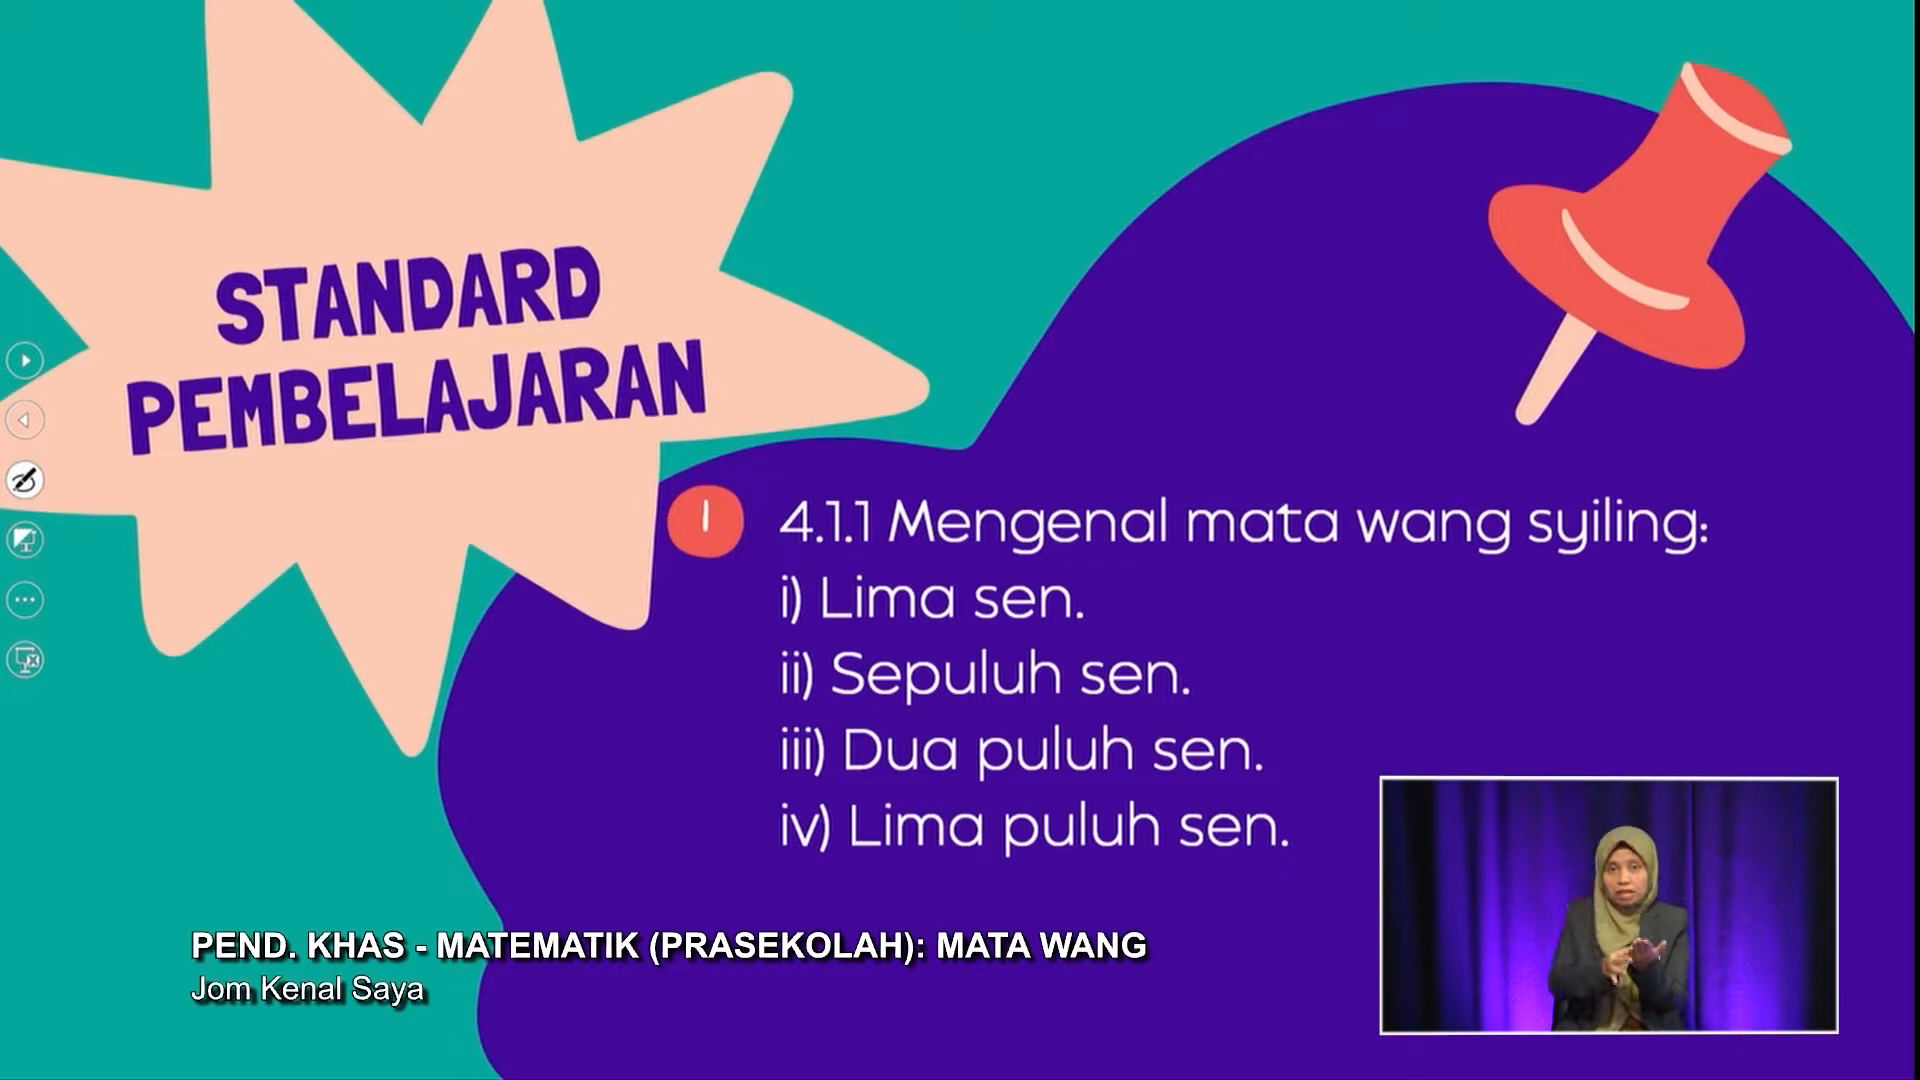 STANDARD
PEMBELAJARAN
1
4.1.1 Mengenal mata wang syiling:
i) Lima sen.
ii) Sepuluh sen.
iii) Dua puluh sen.
iv) Lima puluh sen.
PEND. KHAS - MATEMATIK (PRASEKOLAH): MATA WANG
Jom Kenal Saya